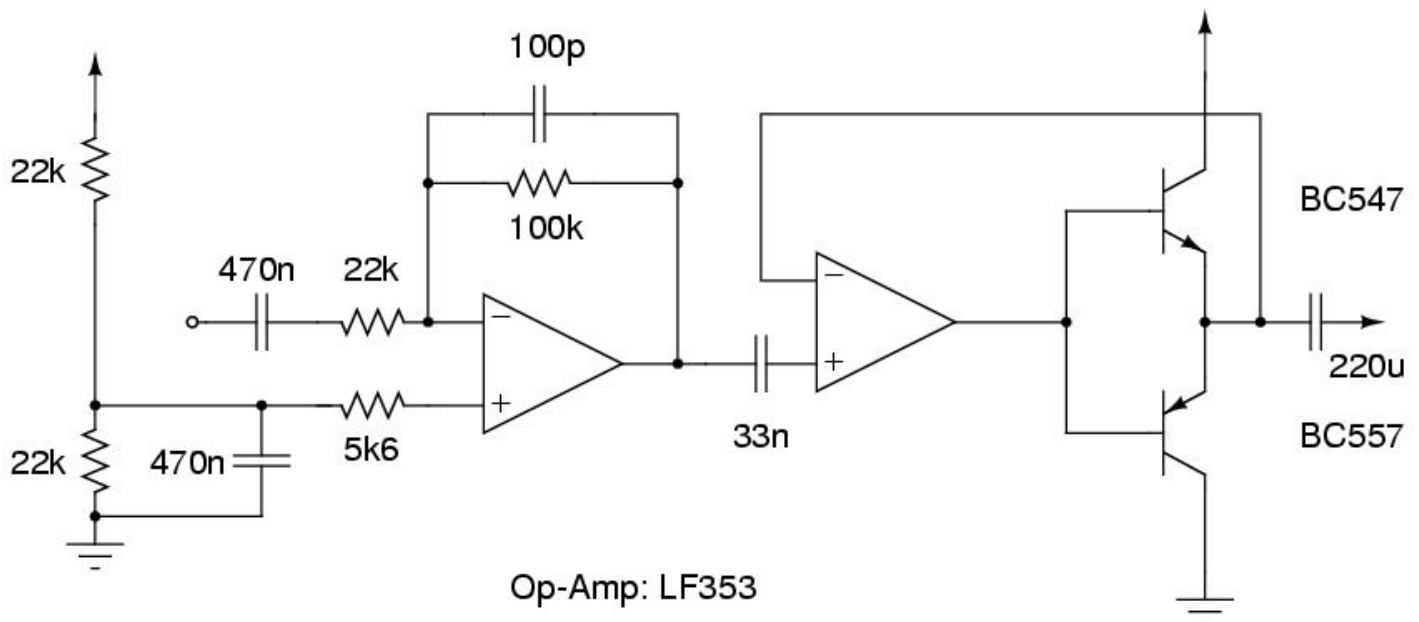 100p
22k
100k
BC547
470n
22k
−
−
+
220u
+
33n
22k
470n
5k6
BC557
Op-Amp: LF353